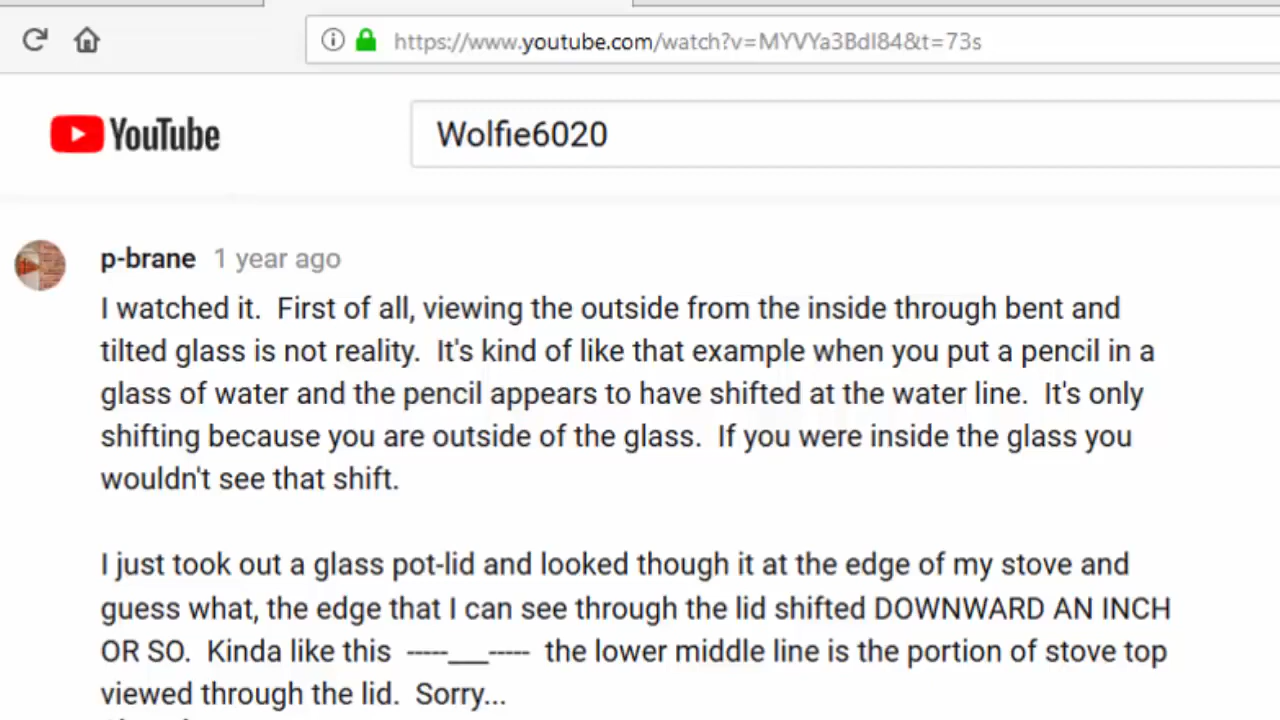 https://www.youtube.com/watch?v=MYVYa3BdI84&t=73s
YouTube
Wolfie6020
p-brane 1 year ago
I watched it. First of all, viewing the outside from the inside through bent and
tilted glass is not reality. It's kind of like that example when you put a pencil in a
glass of water and the pencil appears to have shifted at the water line. It's only
shifting because you are outside of the glass. If you were inside the glass you
wouldn't see that shift.
I just took out a glass pot-lid and looked though it at the edge of my stove and
guess what, the edge that I can see through the lid shifted DOWNWARD AN INCH
OR SO. Kinda like this -----___----- the lower middle line is the portion of stove top
viewed through the lid. Sorry...